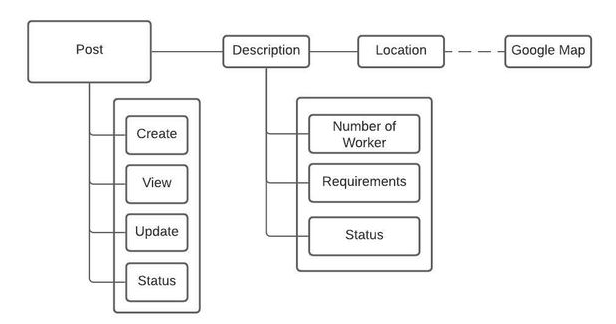 Post
Description
Location
Google Map
Create
View
Update
Status
Number of
Worker
Requirements
Status